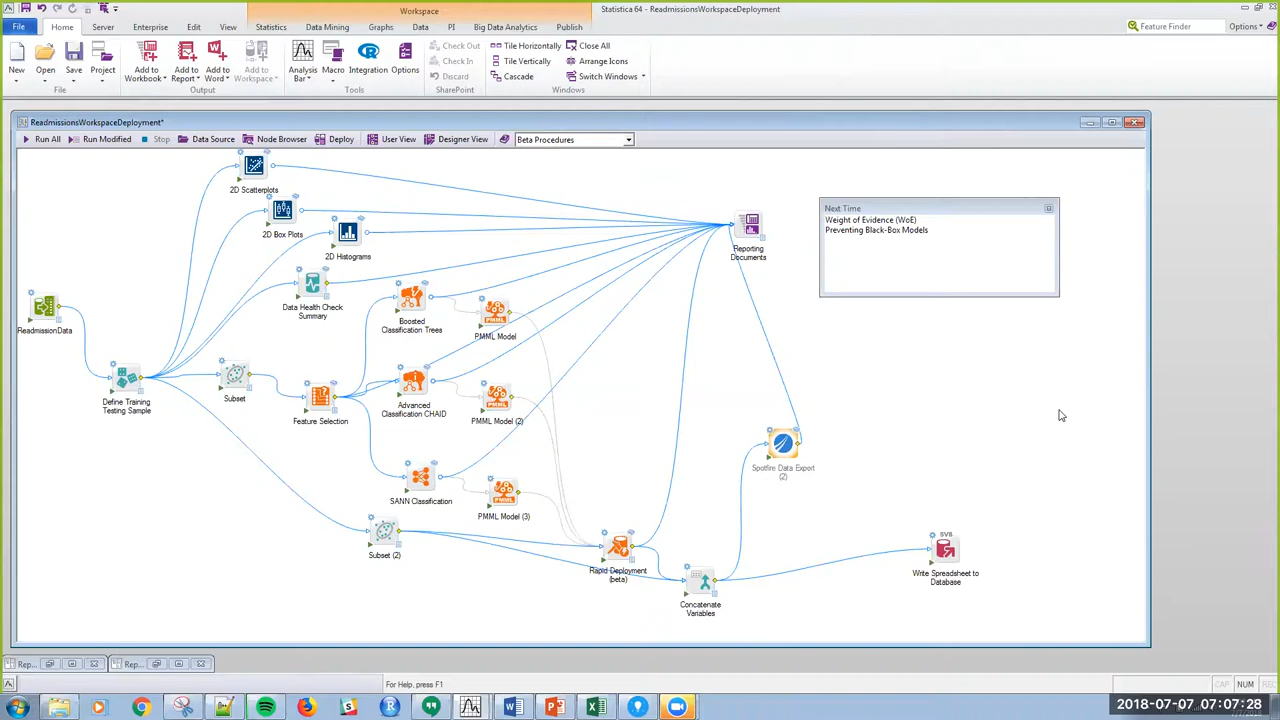 Workspace
Statistica 64 - ReadmissionsWorkspaceDeployment
File Home Server Enterprise Edit View Statistics Data Mining Graphs Data PI Big Data Analytics Publish
Feature Finder Options
New Open Save Project
Add to Workbook Add to Report Add to Word Add to Workspace
Analysis Bar Macro Integration Options
Check Out
Check In
Discard
Tile Horizontally Close All
Tile Vertically Arrange Icons
Cascade Switch Windows
File Output Tools SharePoint Windows
ReadmissionsWorkspaceDeployment*
Run All Run Modified Stop Data Source Node Browser Deploy User View Designer View Beta Procedures
2D Scatterplots
2D Box Plots
2D Histograms
Reporting
Documents
Next Time
Weight of Evidence (WoE)
Preventing Black-Box Models
Data Health Check
Summary
ReadmissionData
Boosted
Classification Trees
PMML
PMML Model
Define Training
Testing Sample
Subset
Feature Selection
Advanced
Classification CHAID
PMML
PMML Model (2)
Spotfire Data Export
(2)
SANN Classification
PMML
PMML Model (3)
Subset (2)
Rapid Deployment
(beta)
Concatenate
Variables
SVB
Write Spreadsheet to
Database
Rep... Rep...
For Help, press F1
CAP NUM REC
2018-07-07, 07:07:28